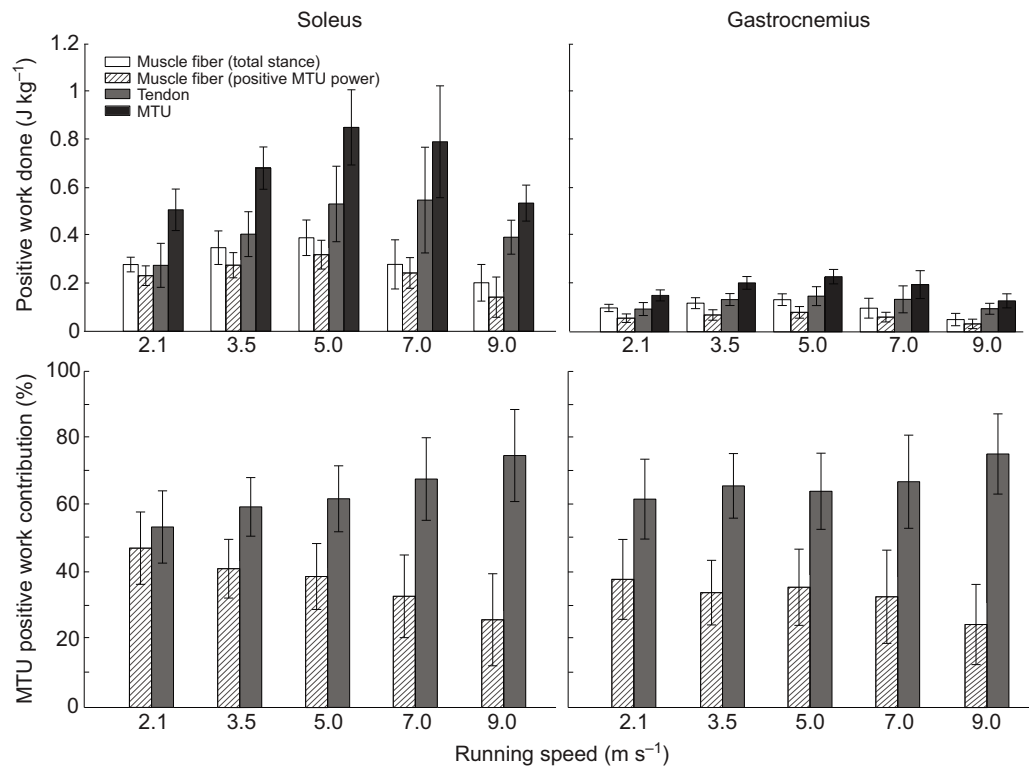 Soleus
Gastrocnemius
Positive work done (J kg⁻¹)
1.2
1
0.8
0.6
0.4
0.2
0
Muscle fiber (total stance)
Muscle fiber (positive MTU power)
Tendon
MTU
2.1 3.5 5.0 7.0 9.0
2.1 3.5 5.0 7.0 9.0
MTU positive work contribution (%)
100
80
60
40
20
0
2.1 3.5 5.0 7.0 9.0
2.1 3.5 5.0 7.0 9.0
Running speed (m s⁻¹)